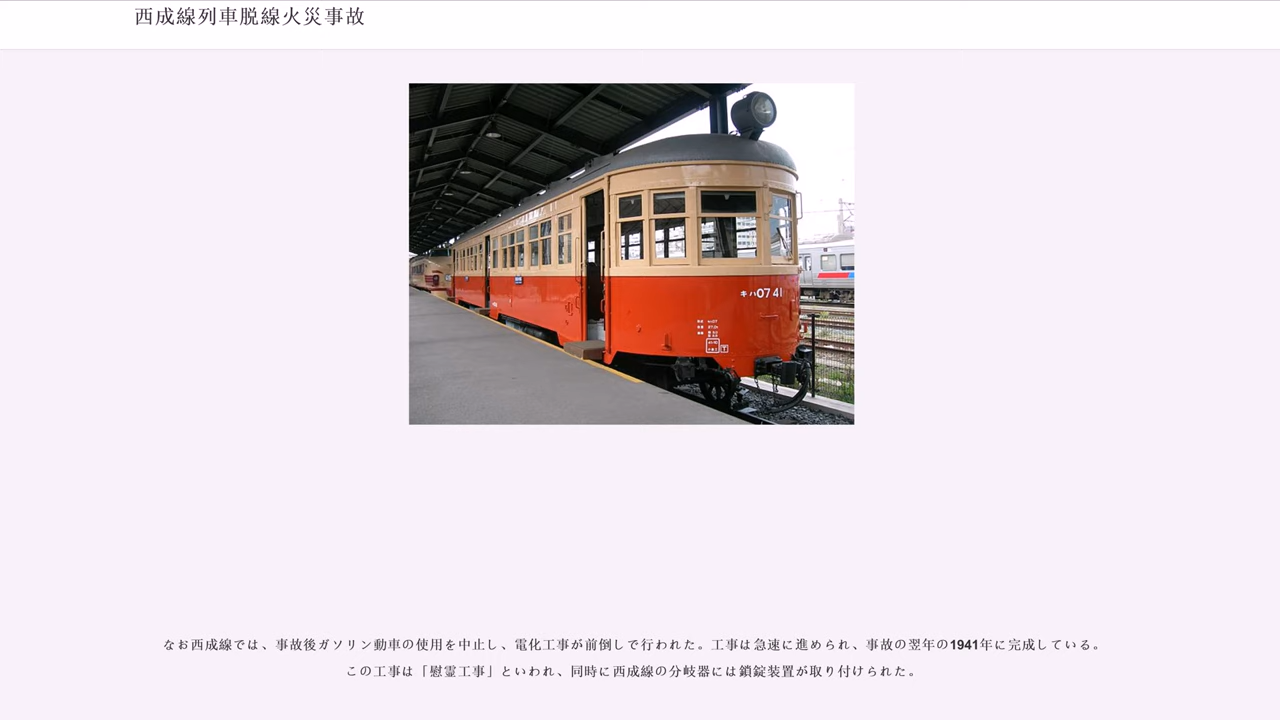 西成線列車脱線火災事故
キハ07 41
なお西成線では、事故後ガソリン動車の使用を中止し、電化工事が前倒しで行われた。工事は急速に進められ、事故の翌年の1941年に完成している。
この工事は「慰霊工事」といわれ、同時に西成線の分岐器には鎖錠装置が取り付けられた。